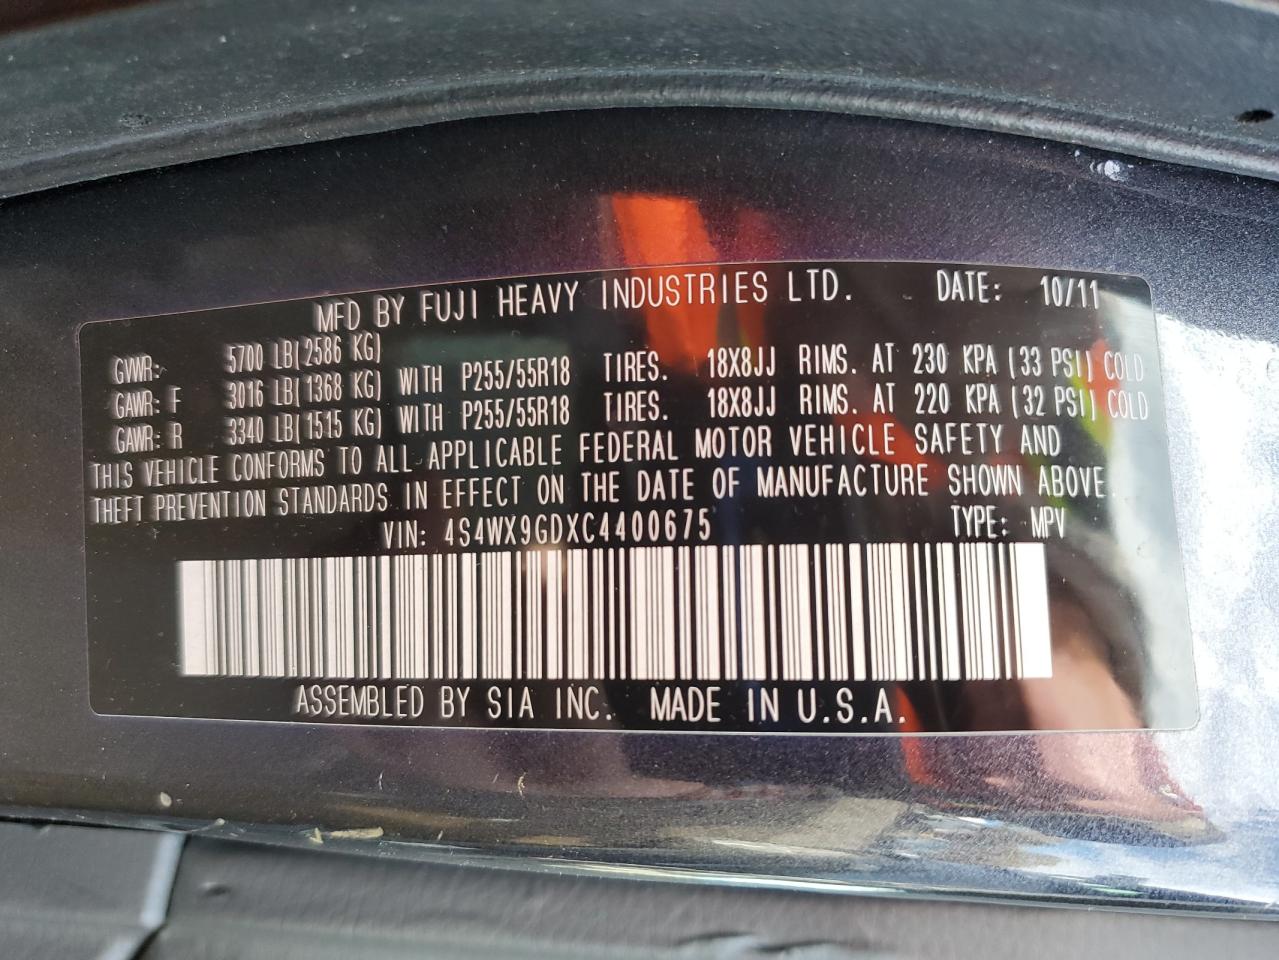 MFD BY FUJI HEAVY INDUSTRIES LTD. DATE: 10/11
GVWR: 5700 LB(2586 KG)
GAWR: F 3016 LB(1368 KG) WITH P255/55R18 TIRES. 18X8JJ RIMS. AT 230 KPA (33 PSI) COLD
GAWR: R 3340 LB(1515 KG) WITH P255/55R18 TIRES. 18X8JJ RIMS. AT 220 KPA (32 PSI) COLD
THIS VEHICLE CONFORMS TO ALL APPLICABLE FEDERAL MOTOR VEHICLE SAFETY AND
THEFT PREVENTION STANDARDS IN EFFECT ON THE DATE OF MANUFACTURE SHOWN ABOVE.
VIN: 4S4WX9GDXC4400675 TYPE: MPV
ASSEMBLED BY SIA INC. MADE IN U.S.A.